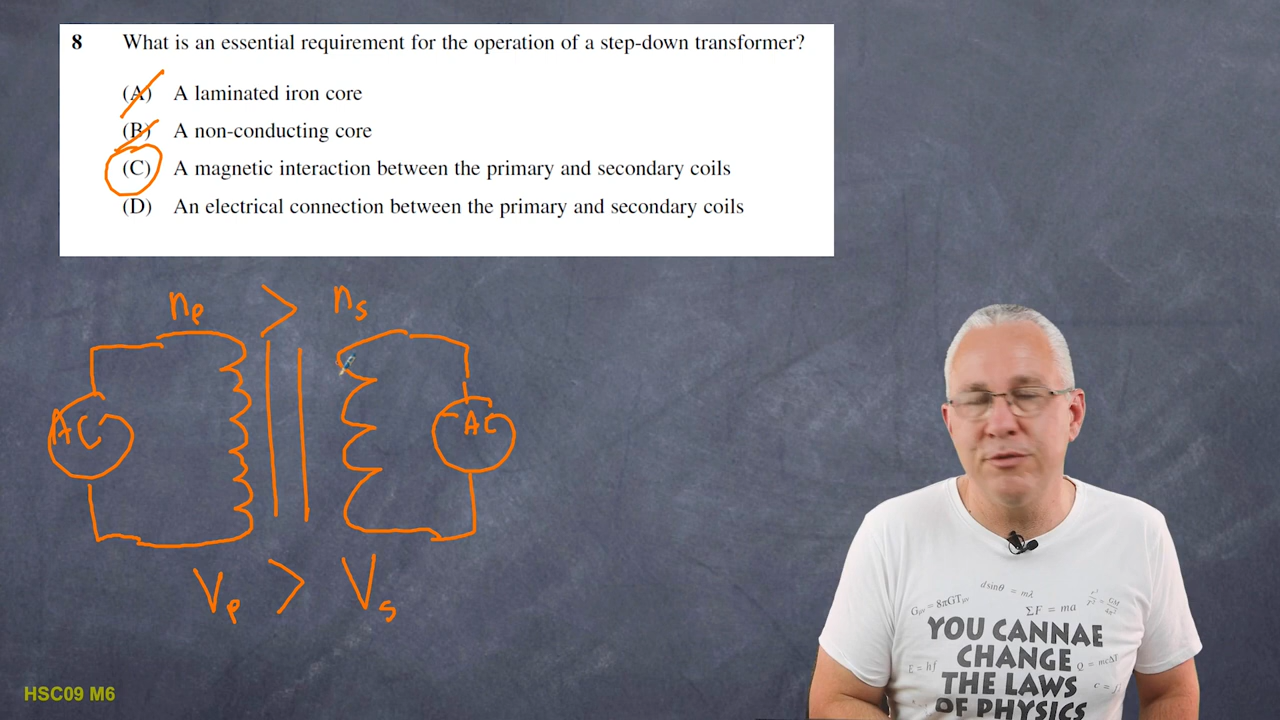 8 What is an essential requirement for the operation of a step-down transformer?
(A) A laminated iron core
(B) A non-conducting core
(C) A magnetic interaction between the primary and secondary coils
(D) An electrical connection between the primary and secondary coils
nₚ > nₛ
AC AC
Vₚ > Vₛ
dsinθ = mλ
Gμν = 8πGTμν
ΣF = ma
YOU CANNAE
CHANGE
E = hf
Q = mcΔT
THE LAWS
OF PHYSICS
HSC09 M6